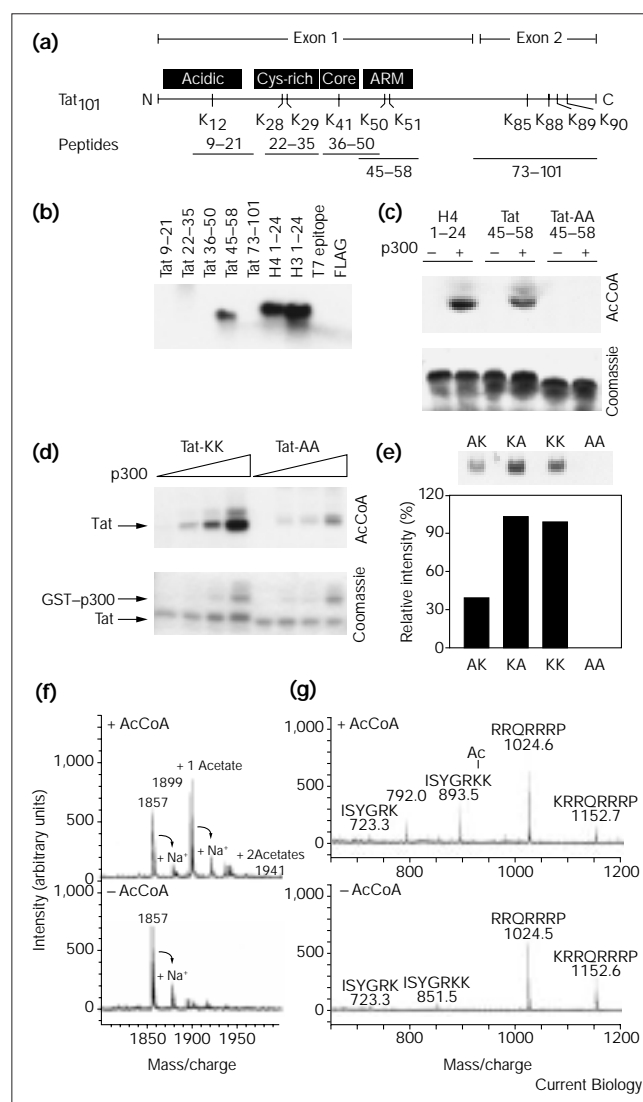 (a)
Exon 1 Exon 2
Acidic Cys-rich Core ARM
Tat101 N C
K12 K28 K29 K41 K50 K51 K85 K88 K89 K90
Peptides 9–21 22–35 36–50
45–58 73–101
(b)
Tat 9–21
Tat 22–35
Tat 36–50
Tat 45–58
Tat 73–101
H4 1–24
H3 1–24
T7 epitope
FLAG
(c)
H4 Tat Tat-AA
1–24 45–58 45–58
p300 – + – + – +
AcCoA
Coomassie
(d)
Tat-KK Tat-AA
p300
Tat
AcCoA
GST–p300
Tat
Coomassie
(e)
AK KA KK AA
Relative intensity (%)
120
90
60
30
0
AK KA KK AA
(f)
+ AcCoA
1,000
500
0
+ 1 Acetate
1899
1857
+ Na+
+ Na+
+ 2Acetates
1941
Intensity (arbitrary units)
– AcCoA
1,000
500
0
1857
+ Na+
1850 1900 1950
Mass/charge
(g)
+ AcCoA
1,000
500
0
RRQRRRP
1024.6
Ac
ISYGRKK
893.5
792.0
ISYGRK
723.3
KRRQRRRP
1152.7
800 1000 1200
– AcCoA
1,000
500
0
RRQRRRP
1024.5
KRRQRRRP
1152.6
ISYGRKK
851.5
ISYGRK
723.3
800 1000 1200
Mass/charge
Current Biology